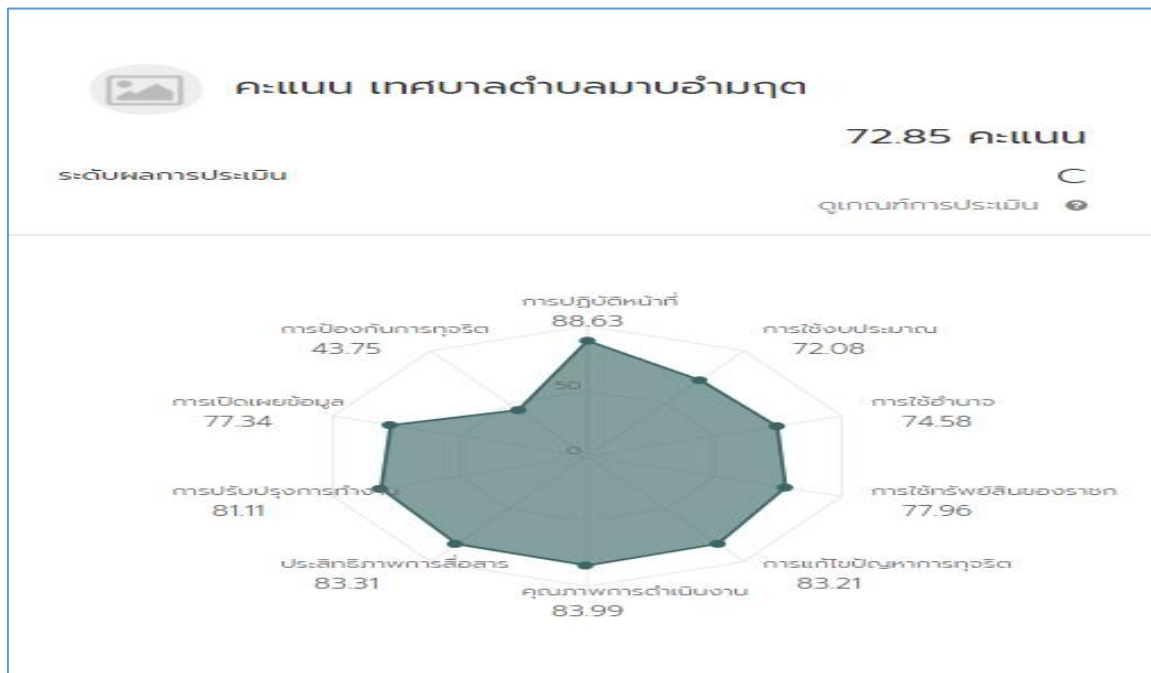 คะแนน เทศบาลตำบลมาบอำมฤต
72.85 คะแนน
ระดับผลการประเมิน
C
ดูเกณฑ์การประเมิน
การปฏิบัติหน้าที่
88.63
การใช้งบประมาณ
72.08
การใช้อำนาจ
74.58
การใช้ทรัพย์สินของราชก
77.96
การแก้ไขปัญหาการทุจริต
83.21
คุณภาพการดำเนินงาน
83.99
ประสิทธิภาพการสื่อสาร
83.31
การปรับปรุงการทำงาน
81.11
การเปิดเผยข้อมูล
77.34
การป้องกันการทุจริต
43.75
50
0